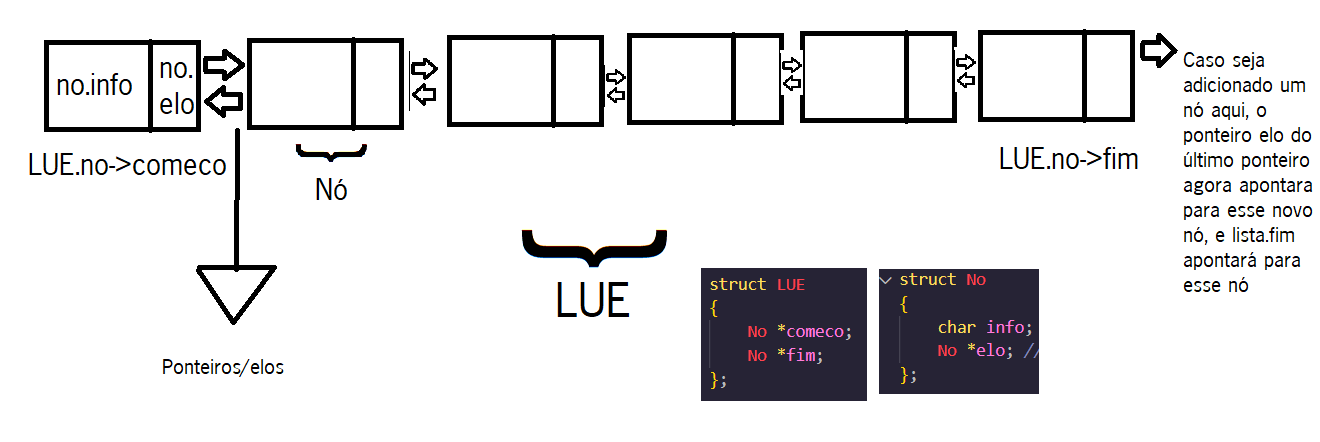 no.info
no.
elo
LUE.no->comeco
Nó
Ponteiros/elos
LUE
struct LUE
{
No *comeco;
No *fim;
};
struct No
{
char info;
No *elo; //
};
LUE.no->fim
Caso seja
adicionado um
nó aqui, o
ponteiro elo do
último ponteiro
agora apontara
para esse novo
nó, e lista.fim
apontará para
esse nó